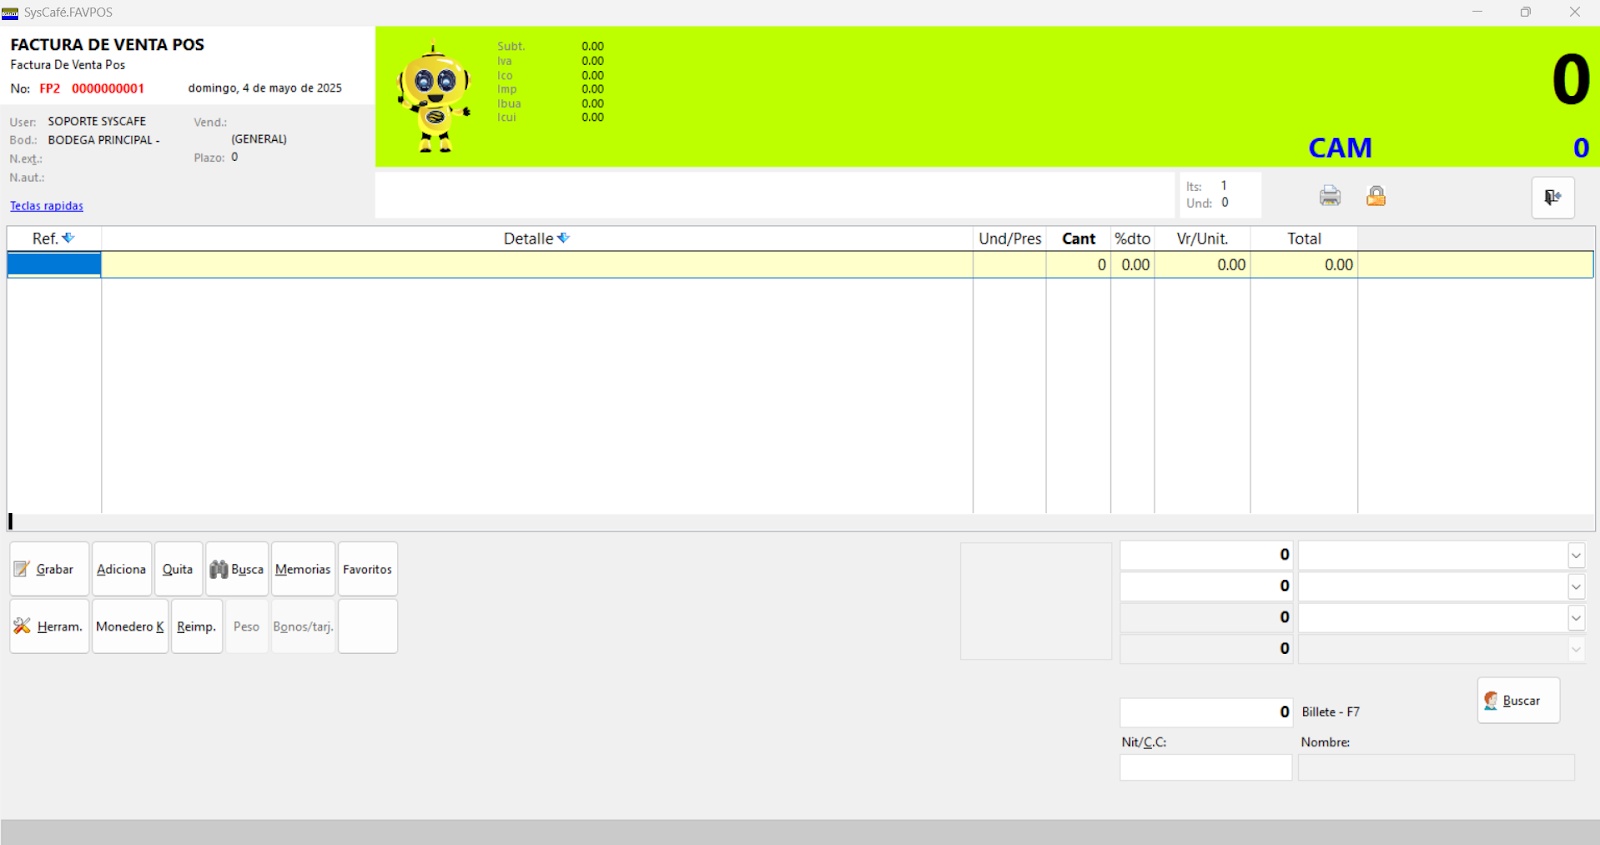 SysCafé.FAVPOS
FACTURA DE VENTA POS
Factura De Venta Pos
No: FP2 0000000001 domingo, 4 de mayo de 2025
User: SOPORTE SYSCAFE Vend.:
Bod.: BODEGA PRINCIPAL - (GENERAL)
N.ext.: Plazo: 0
N.aut.:
Teclas rapidas
Subt. 0.00
Iva 0.00
Ico 0.00
Imp 0.00
Ibua 0.00
Icui 0.00
0
CAM 0
Its: 1
Und: 0
Ref. Detalle Und/Pres Cant %dto Vr/Unit. Total
0 0.00 0.00 0.00
Grabar Adiciona Quita Busca Memorias Favoritos
Herram. Monedero K Reimp. Peso Bonos/tarj.
0
0
0
0
0 Billete - F7
Buscar
Nit/C.C: Nombre: